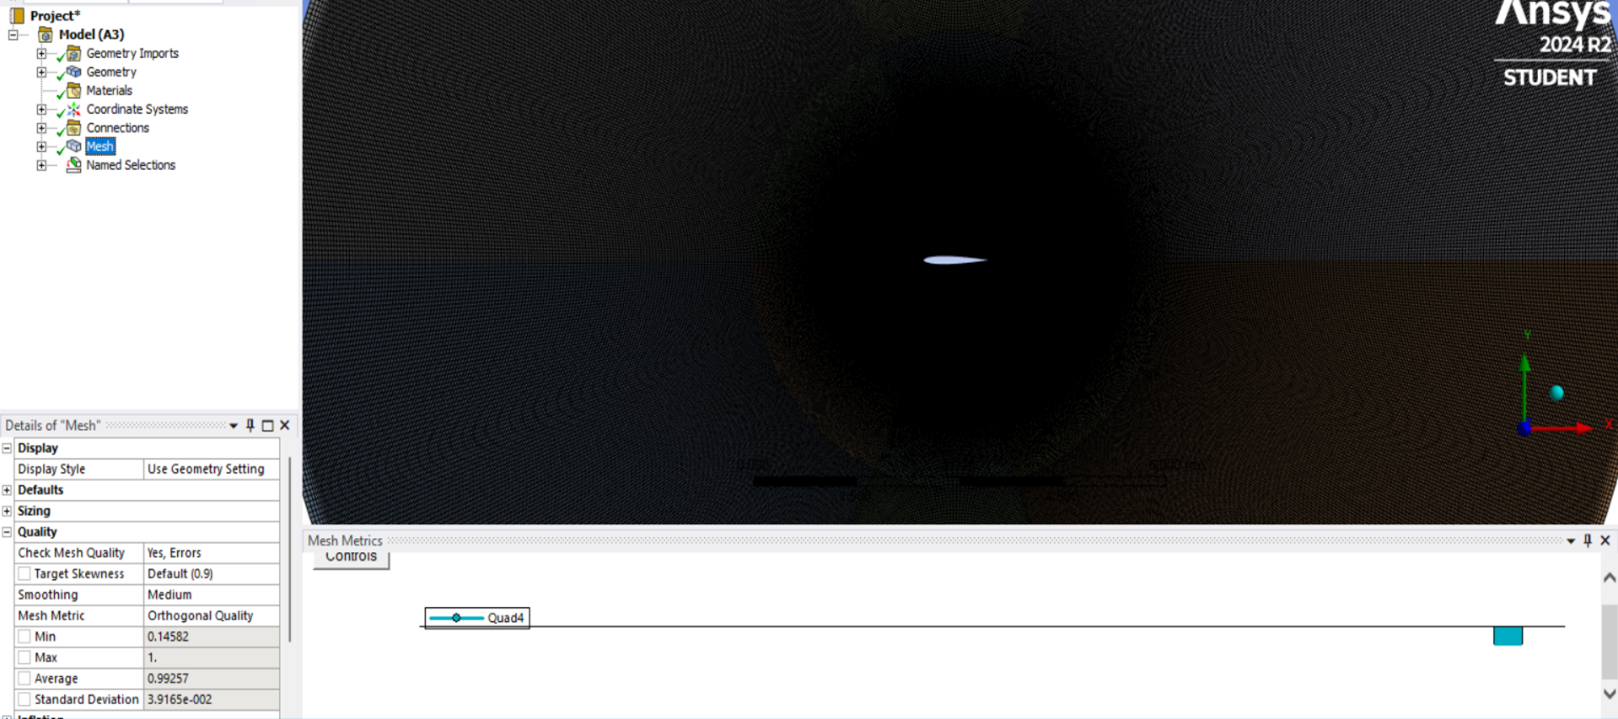 Project*
Model (A3)
Geometry Imports
Geometry
Materials
Coordinate Systems
Connections
Mesh
Named Selections
Ansys
2024 R2
STUDENT
Y
X
Details of "Mesh"
Display
Display Style Use Geometry Setting
Defaults
Sizing
Quality
Check Mesh Quality Yes, Errors
Target Skewness Default (0.9)
Smoothing Medium
Mesh Metric Orthogonal Quality
Min 0.14582
Max 1.
Average 0.99257
Standard Deviation 3.9165e-002
Inflation
Mesh Metrics
Controls
Quad4